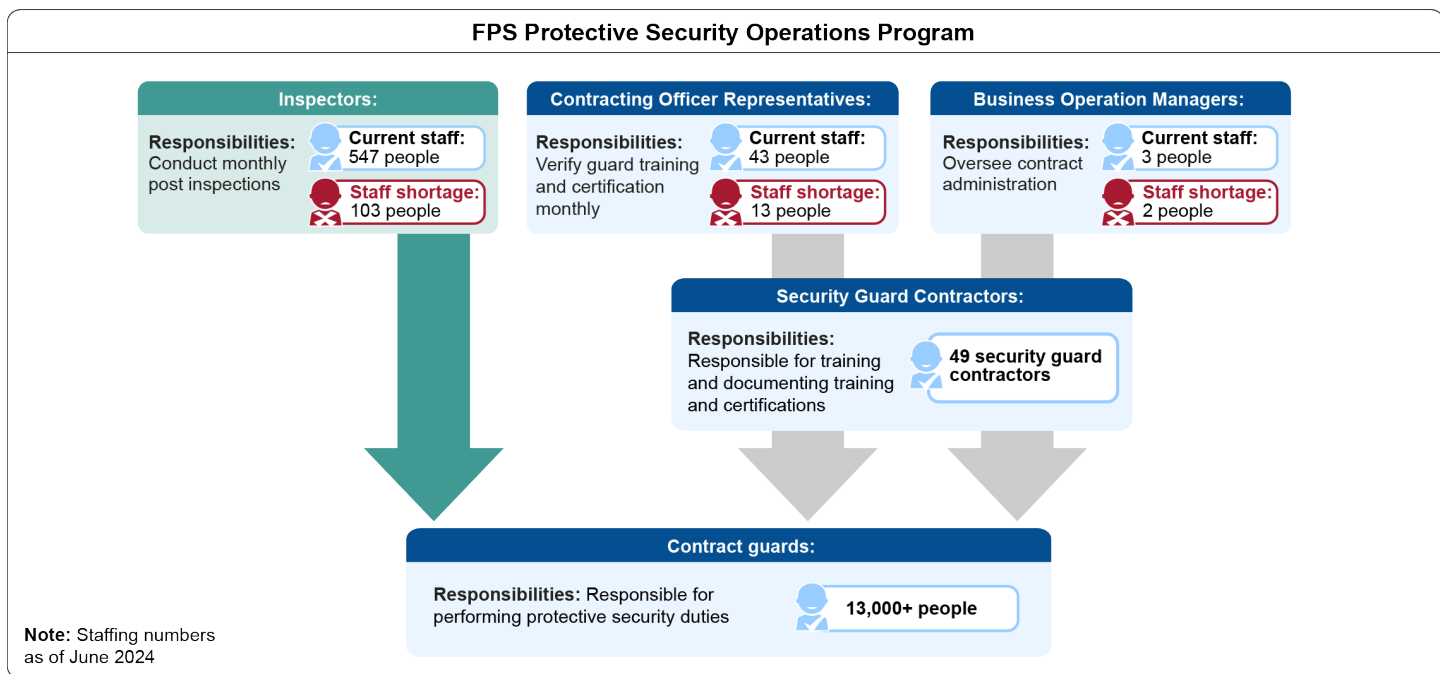 FPS Protective Security Operations Program
Inspectors:
Responsibilities:
Conduct monthly
post inspections
Current staff:
547 people
Staff shortage:
103 people
Contracting Officer Representatives:
Responsibilities:
Verify guard training
and certification
monthly
Current staff:
43 people
Staff shortage:
13 people
Business Operation Managers:
Responsibilities:
Oversee contract
administration
Current staff:
3 people
Staff shortage:
2 people
Security Guard Contractors:
Responsibilities:
Responsible for training
and documenting training
and certifications
49 security guard
contractors
Contract guards:
Responsibilities: Responsible for
performing protective security duties
13,000+ people
Note: Staffing numbers
as of June 2024